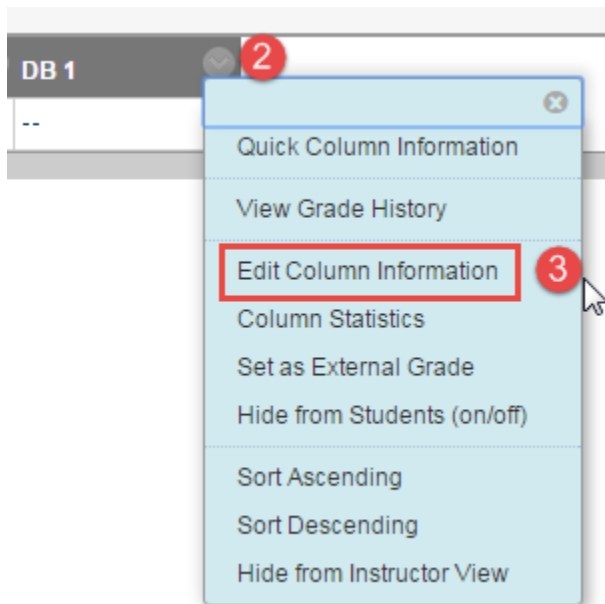 DB 1
2
--
Quick Column Information
View Grade History
Edit Column Information
3
Column Statistics
Set as External Grade
Hide from Students (on/off)
Sort Ascending
Sort Descending
Hide from Instructor View